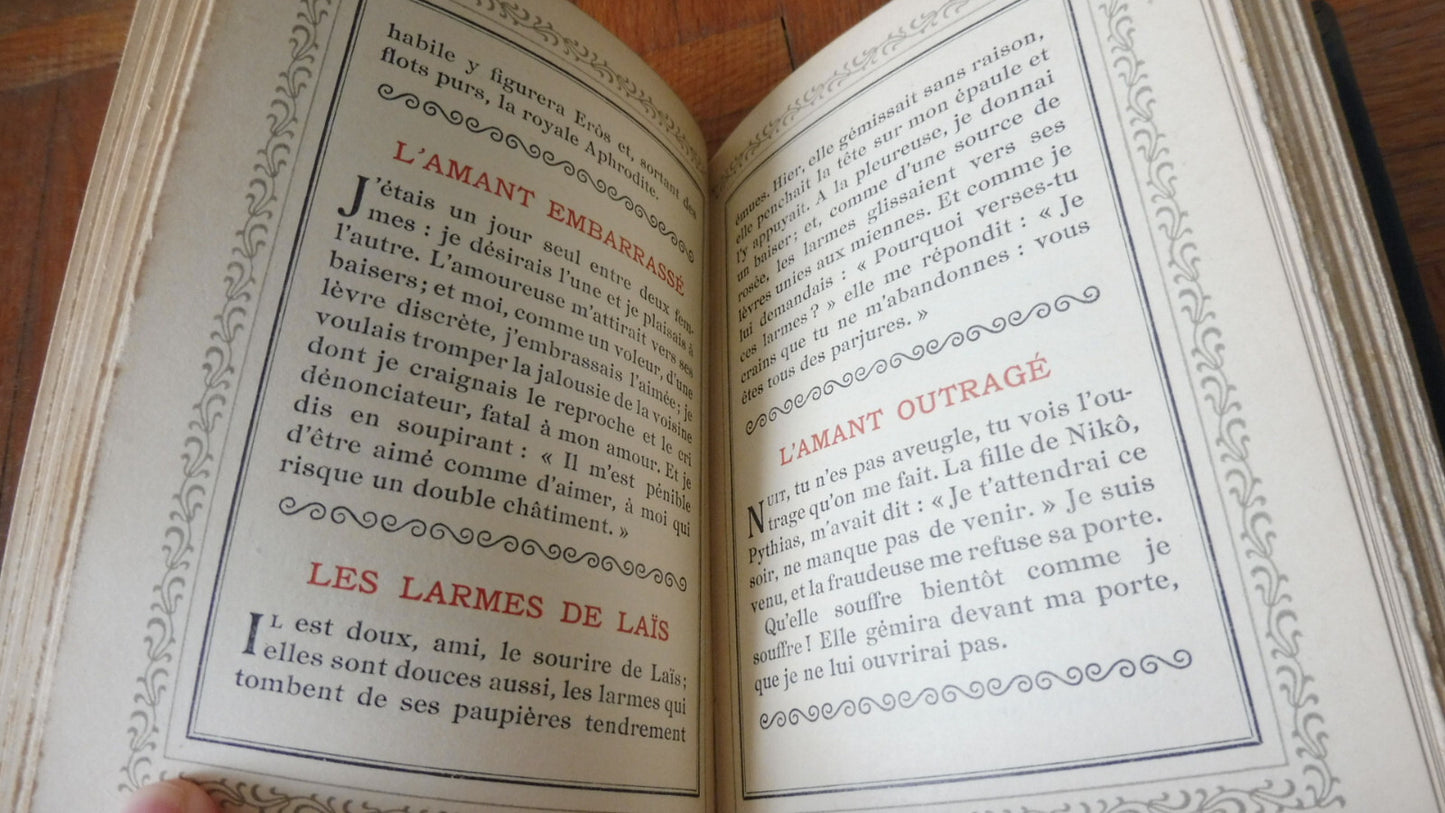 habile y figurera Erôs et, sortant des
flots purs, la royale Aphrodite.
L'AMANT EMBARRASSÉ
J'étais un jour seul entre deux fem-
mes : je désirais l'une et je plaisais à
l'autre. L'amoureuse m'attirait vers ses
baisers; et moi, comme un voleur, d'une
lèvre discrète, j'embrassais l'aimée; je
voulais tromper la jalousie de la voisine
dont je craignais le reproche et le cri
dénonciateur, fatal à mon amour. Et je
dis en soupirant : « Il m'est pénible
d'être aimé comme d'aimer, à moi qui
risque un double châtiment. »
LES LARMES DE LAÏS
IL est doux, ami, le sourire de Laïs;
elles sont douces aussi, les larmes qui
tombent de ses paupières tendrement
émues. Hier, elle gémissait sans raison,
elle penchait la tête sur mon épaule et
l'y appuyait. A la pleureuse, je donnai
un baiser; et, comme d'une source de
rosée, les larmes glissaient vers ses
lèvres unies aux miennes. Et comme je
lui demandais : « Pourquoi verses-tu
ces larmes? » elle me répondit : « Je
crains que tu ne m'abandonnes : vous
êtes tous des parjures. »
L'AMANT OUTRAGÉ
NUIT, tu n'es pas aveugle, tu vois l'ou-
trage qu'on me fait. La fille de Nikô,
Pythias, m'avait dit : « Je t'attendrai ce
soir, ne manque pas de venir. » Je suis
venu, et la fraudeuse me refuse sa porte.
Qu'elle souffre bientôt comme je
souffre! Elle gémira devant ma porte,
que je ne lui ouvrirai pas.